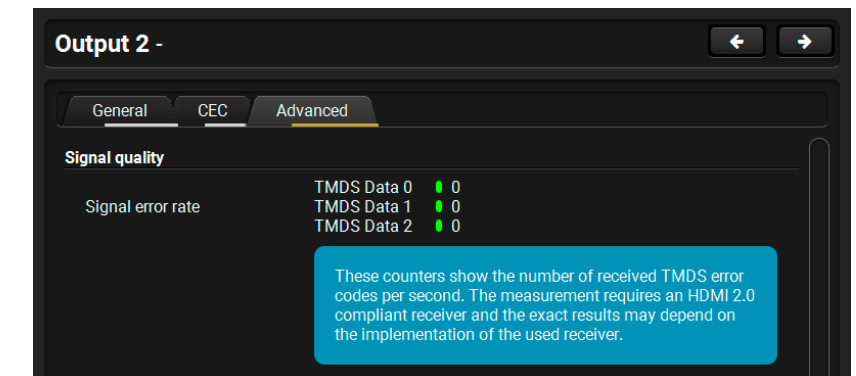 Output 2 -
General CEC Advanced
Signal quality
TMDS Data 0 0
Signal error rate TMDS Data 1 0
TMDS Data 2 0
These counters show the number of received TMDS error
codes per second. The measurement requires an HDMI 2.0
compliant receiver and the exact results may depend on
the implementation of the used receiver.